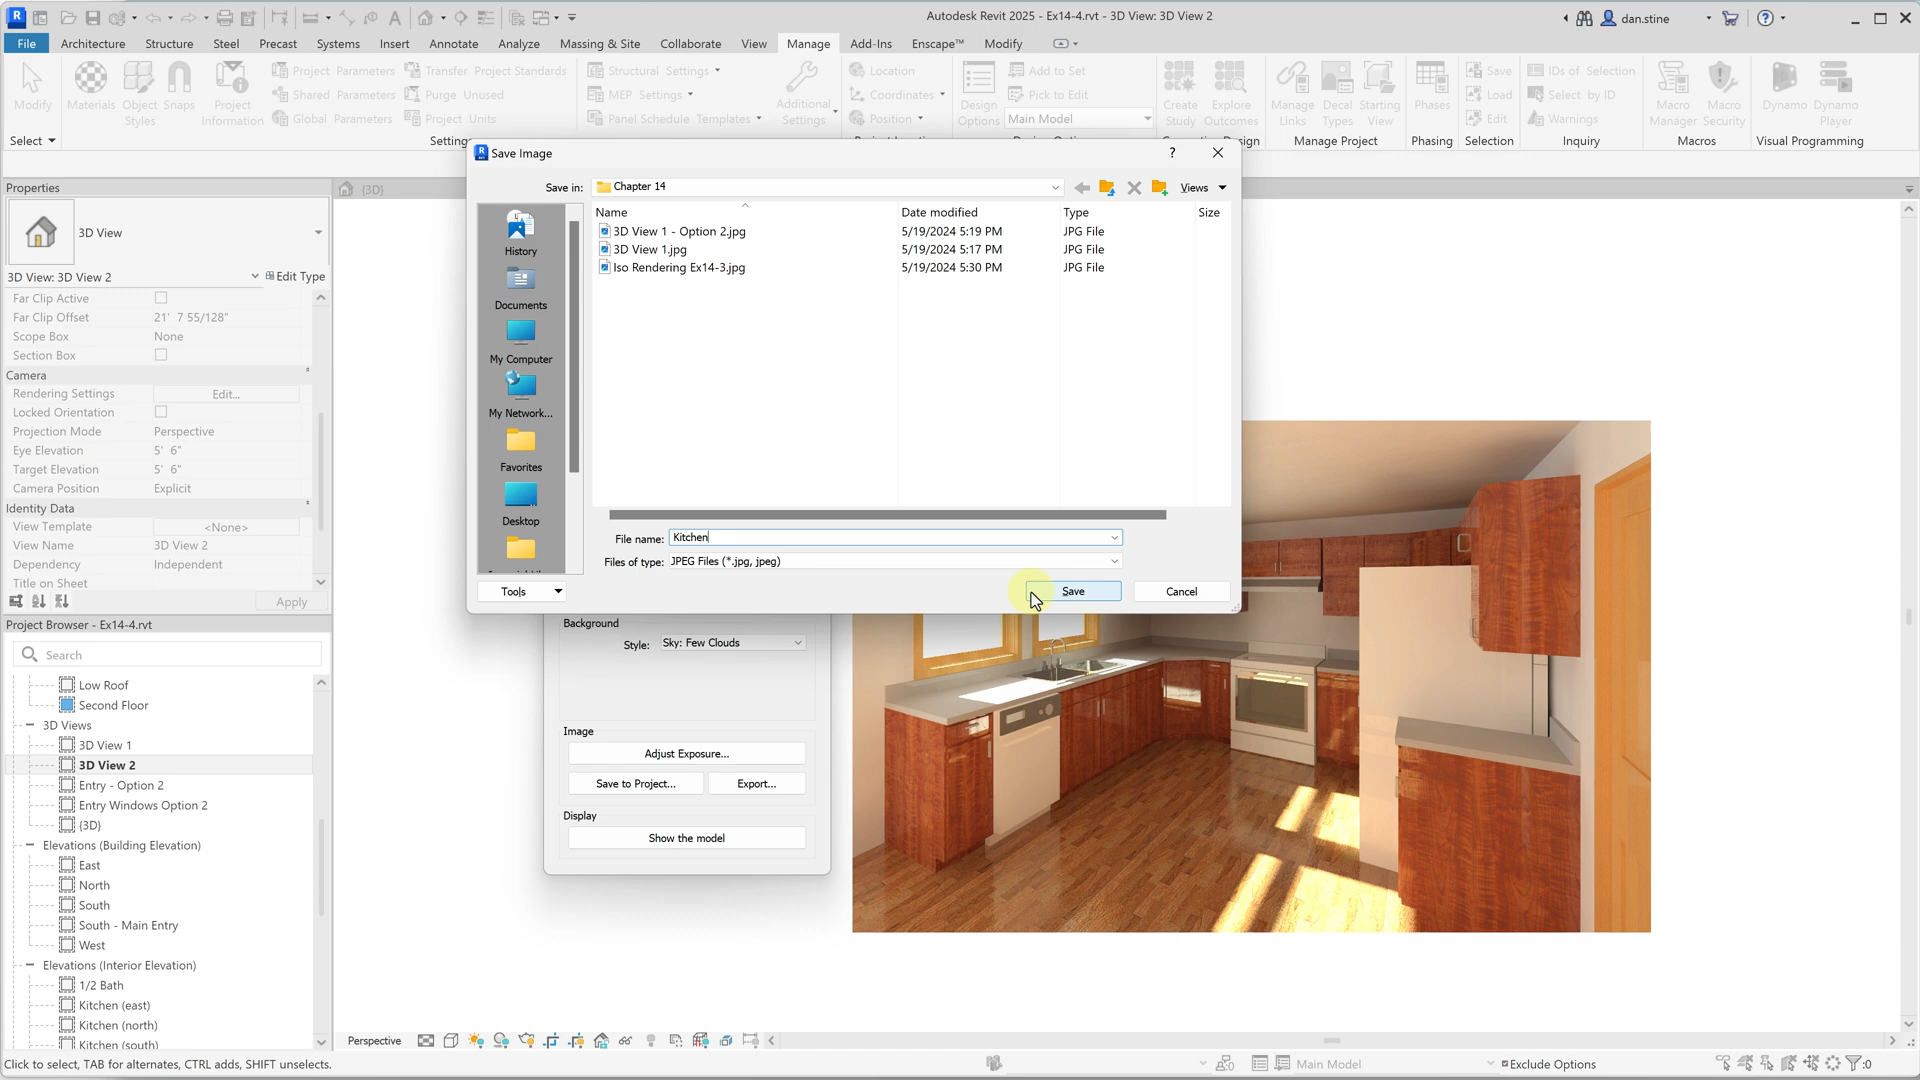 Autodesk Revit 2025 - Ex14-4.rvt - 3D View: 3D View 2
dan.stine
File Architecture Structure Steel Precast Systems Insert Annotate Analyze Massing & Site Collaborate View Manage Add-Ins Enscape™ Modify
Modify
Materials
Object Styles
Snaps
Project Information
Project Parameters
Shared Parameters
Global Parameters
Transfer Project Standards
Purge Unused
Project Units
Structural Settings
MEP Settings
Panel Schedule Templates
Additional Settings
Location
Coordinates
Position
Design Options
Add to Set
Pick to Edit
Main Model
Create Study
Explore Outcomes
Manage Links
Decal Types
Starting View
Phases
Save
Load
Edit
IDs of Selection
Select by ID
Warnings
Macro Manager
Macro Security
Dynamo
Dynamo Player
Select
Manage Project
Phasing
Selection
Inquiry
Macros
Visual Programming
Properties
{3D}
3D View
3D View: 3D View 2
Edit Type
Far Clip Active
Far Clip Offset 21' 7 55/128"
Scope Box None
Section Box
Camera
Rendering Settings Edit...
Locked Orientation
Projection Mode Perspective
Eye Elevation 5' 6"
Target Elevation 5' 6"
Camera Position Explicit
Identity Data
View Template <None>
View Name 3D View 2
Dependency Independent
Title on Sheet
Apply
Project Browser - Ex14-4.rvt
Search
Low Roof
Second Floor
3D Views
3D View 1
3D View 2
Entry - Option 2
Entry Windows Option 2
{3D}
Elevations (Building Elevation)
East
North
South
South - Main Entry
West
Elevations (Interior Elevation)
1/2 Bath
Kitchen (east)
Kitchen (north)
Kitchen (south)
Save Image
?
Save in: Chapter 14
Views
History
Documents
My Computer
My Network...
Favorites
Desktop
Name Date modified Type Size
3D View 1 - Option 2.jpg 5/19/2024 5:19 PM JPG File
3D View 1.jpg 5/19/2024 5:17 PM JPG File
Iso Rendering Ex14-3.jpg 5/19/2024 5:30 PM JPG File
File name: Kitchen
Files of type: JPEG Files (*.jpg, jpeg)
Tools Save Cancel
Background
Style: Sky: Few Clouds
Image
Adjust Exposure...
Save to Project... Export...
Display
Show the model
Perspective
Click to select, TAB for alternates, CTRL adds, SHIFT unselects.
Main Model
Exclude Options
:0